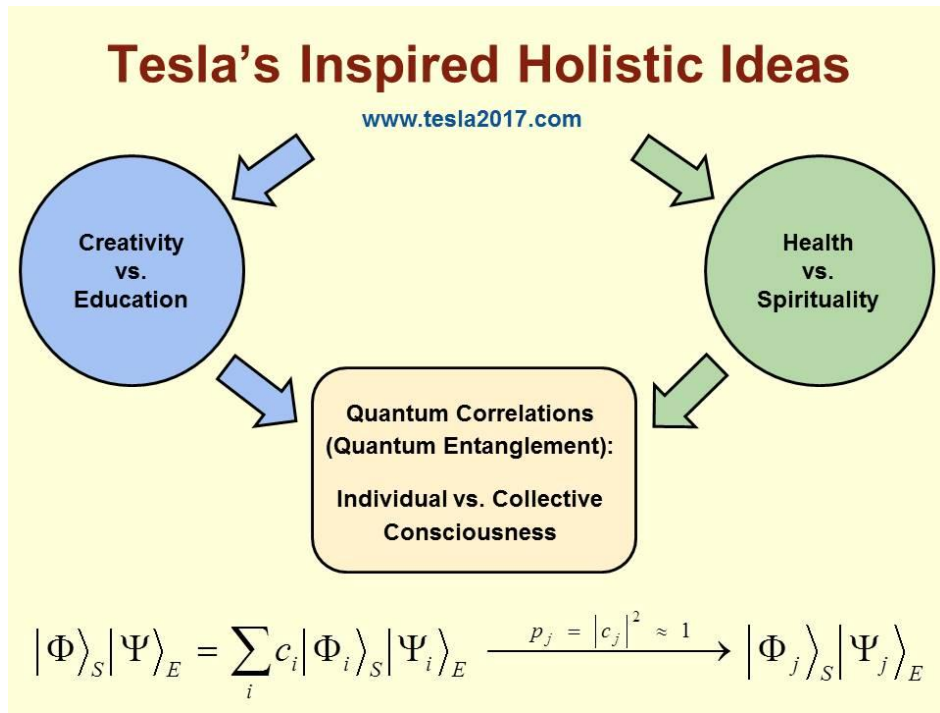 Tesla's Inspired Holistic Ideas
www.tesla2017.com
Creativity
vs.
Education
Health
vs.
Spirituality
Quantum Correlations
(Quantum Entanglement):
Individual vs. Collective
Consciousness
|Φ⟩_S|Ψ⟩_E = ∑_i c_i|Φ_i⟩_S|Ψ_i⟩_E —p_j = |c_j|² ≈ 1→ |Φ_j⟩_S|Ψ_j⟩_E